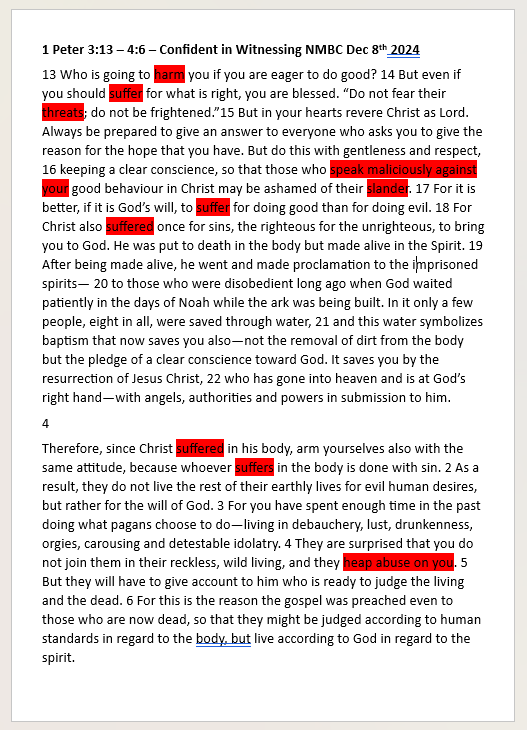 1 Peter 3:13 – 4:6 – Confident in Witnessing NMBC Dec 8th 2024
13 Who is going to harm you if you are eager to do good? 14 But even if
you should suffer for what is right, you are blessed. “Do not fear their
threats; do not be frightened.”15 But in your hearts revere Christ as Lord.
Always be prepared to give an answer to everyone who asks you to give the
reason for the hope that you have. But do this with gentleness and respect,
16 keeping a clear conscience, so that those who speak maliciously against
your good behaviour in Christ may be ashamed of their slander. 17 For it is
better, if it is God’s will, to suffer for doing good than for doing evil. 18 For
Christ also suffered once for sins, the righteous for the unrighteous, to bring
you to God. He was put to death in the body but made alive in the Spirit. 19
After being made alive, he went and made proclamation to the imprisoned
spirits— 20 to those who were disobedient long ago when God waited
patiently in the days of Noah while the ark was being built. In it only a few
people, eight in all, were saved through water, 21 and this water symbolizes
baptism that now saves you also—not the removal of dirt from the body
but the pledge of a clear conscience toward God. It saves you by the
resurrection of Jesus Christ, 22 who has gone into heaven and is at God’s
right hand—with angels, authorities and powers in submission to him.
4
Therefore, since Christ suffered in his body, arm yourselves also with the
same attitude, because whoever suffers in the body is done with sin. 2 As a
result, they do not live the rest of their earthly lives for evil human desires,
but rather for the will of God. 3 For you have spent enough time in the past
doing what pagans choose to do—living in debauchery, lust, drunkenness,
orgies, carousing and detestable idolatry. 4 They are surprised that you do
not join them in their reckless, wild living, and they heap abuse on you. 5
But they will have to give account to him who is ready to judge the living
and the dead. 6 For this is the reason the gospel was preached even to
those who are now dead, so that they might be judged according to human
standards in regard to the body, but live according to God in regard to the
spirit.